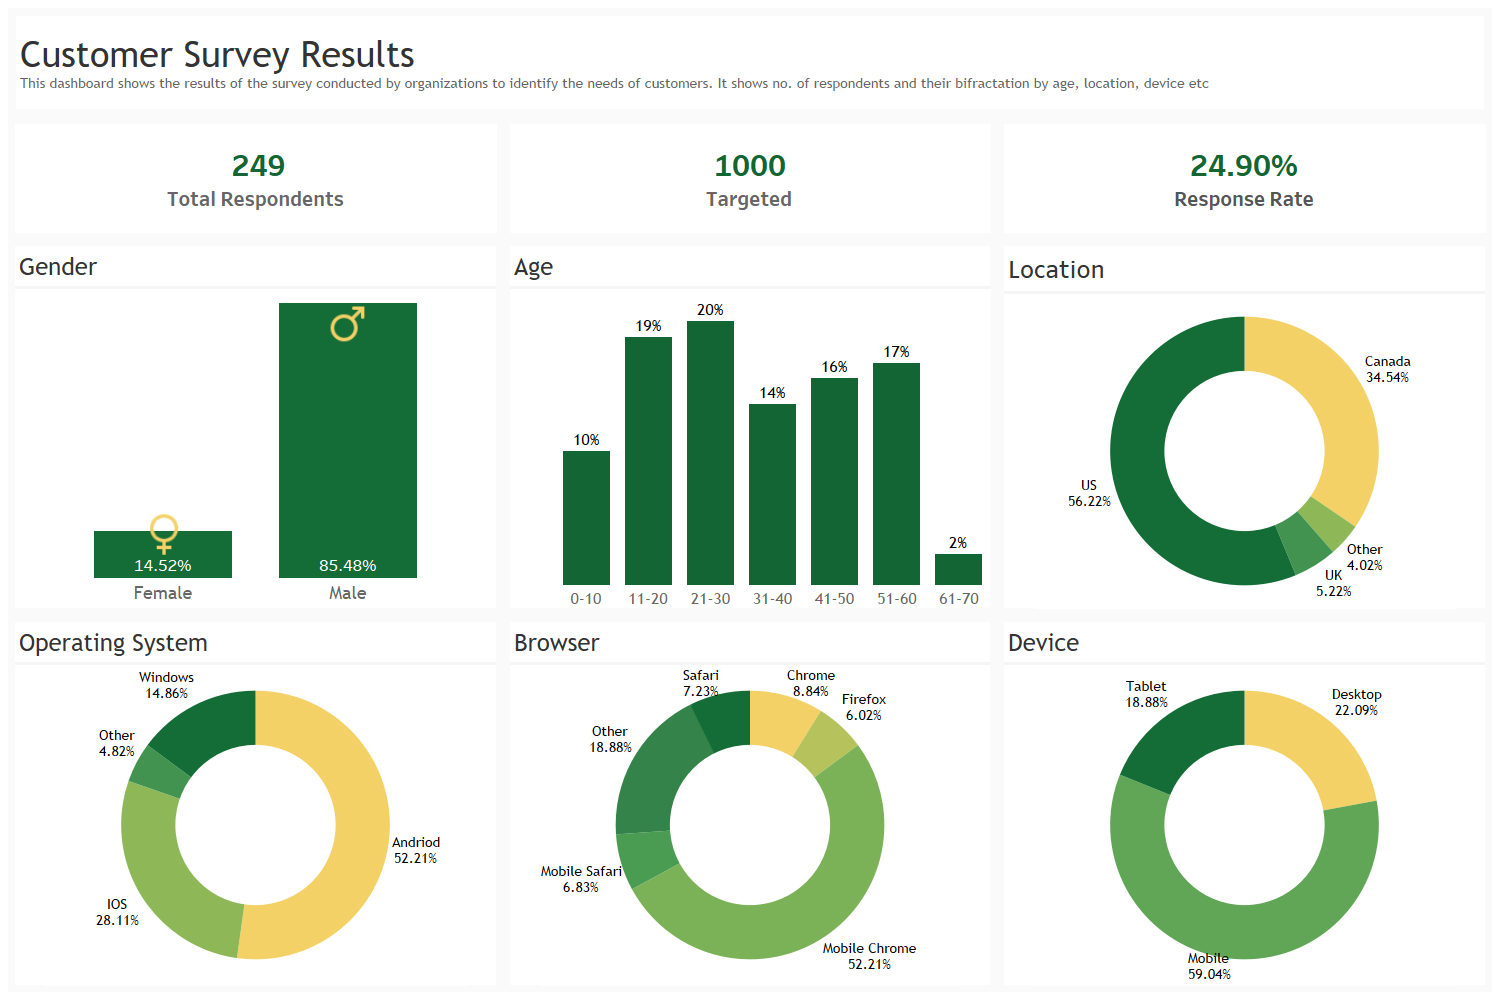 Customer Survey Results
This dashboard shows the results of the survey conducted by organizations to identify the needs of customers. It shows no. of respondents and their bifractation by age, location, device etc
249
Total Respondents
1000
Targeted
24.90%
Response Rate
Gender
14.52%
85.48%
Female
Male
Age
10%
19%
20%
14%
16%
17%
2%
0-10
11-20
21-30
31-40
41-50
51-60
61-70
Location
Canada
34.54%
US
56.22%
Other
4.02%
UK
5.22%
Operating System
Windows
14.86%
Other
4.82%
Andriod
52.21%
IOS
28.11%
Browser
Safari
7.23%
Chrome
8.84%
Firefox
6.02%
Other
18.88%
Mobile Safari
6.83%
Mobile Chrome
52.21%
Device
Tablet
18.88%
Desktop
22.09%
Mobile
59.04%